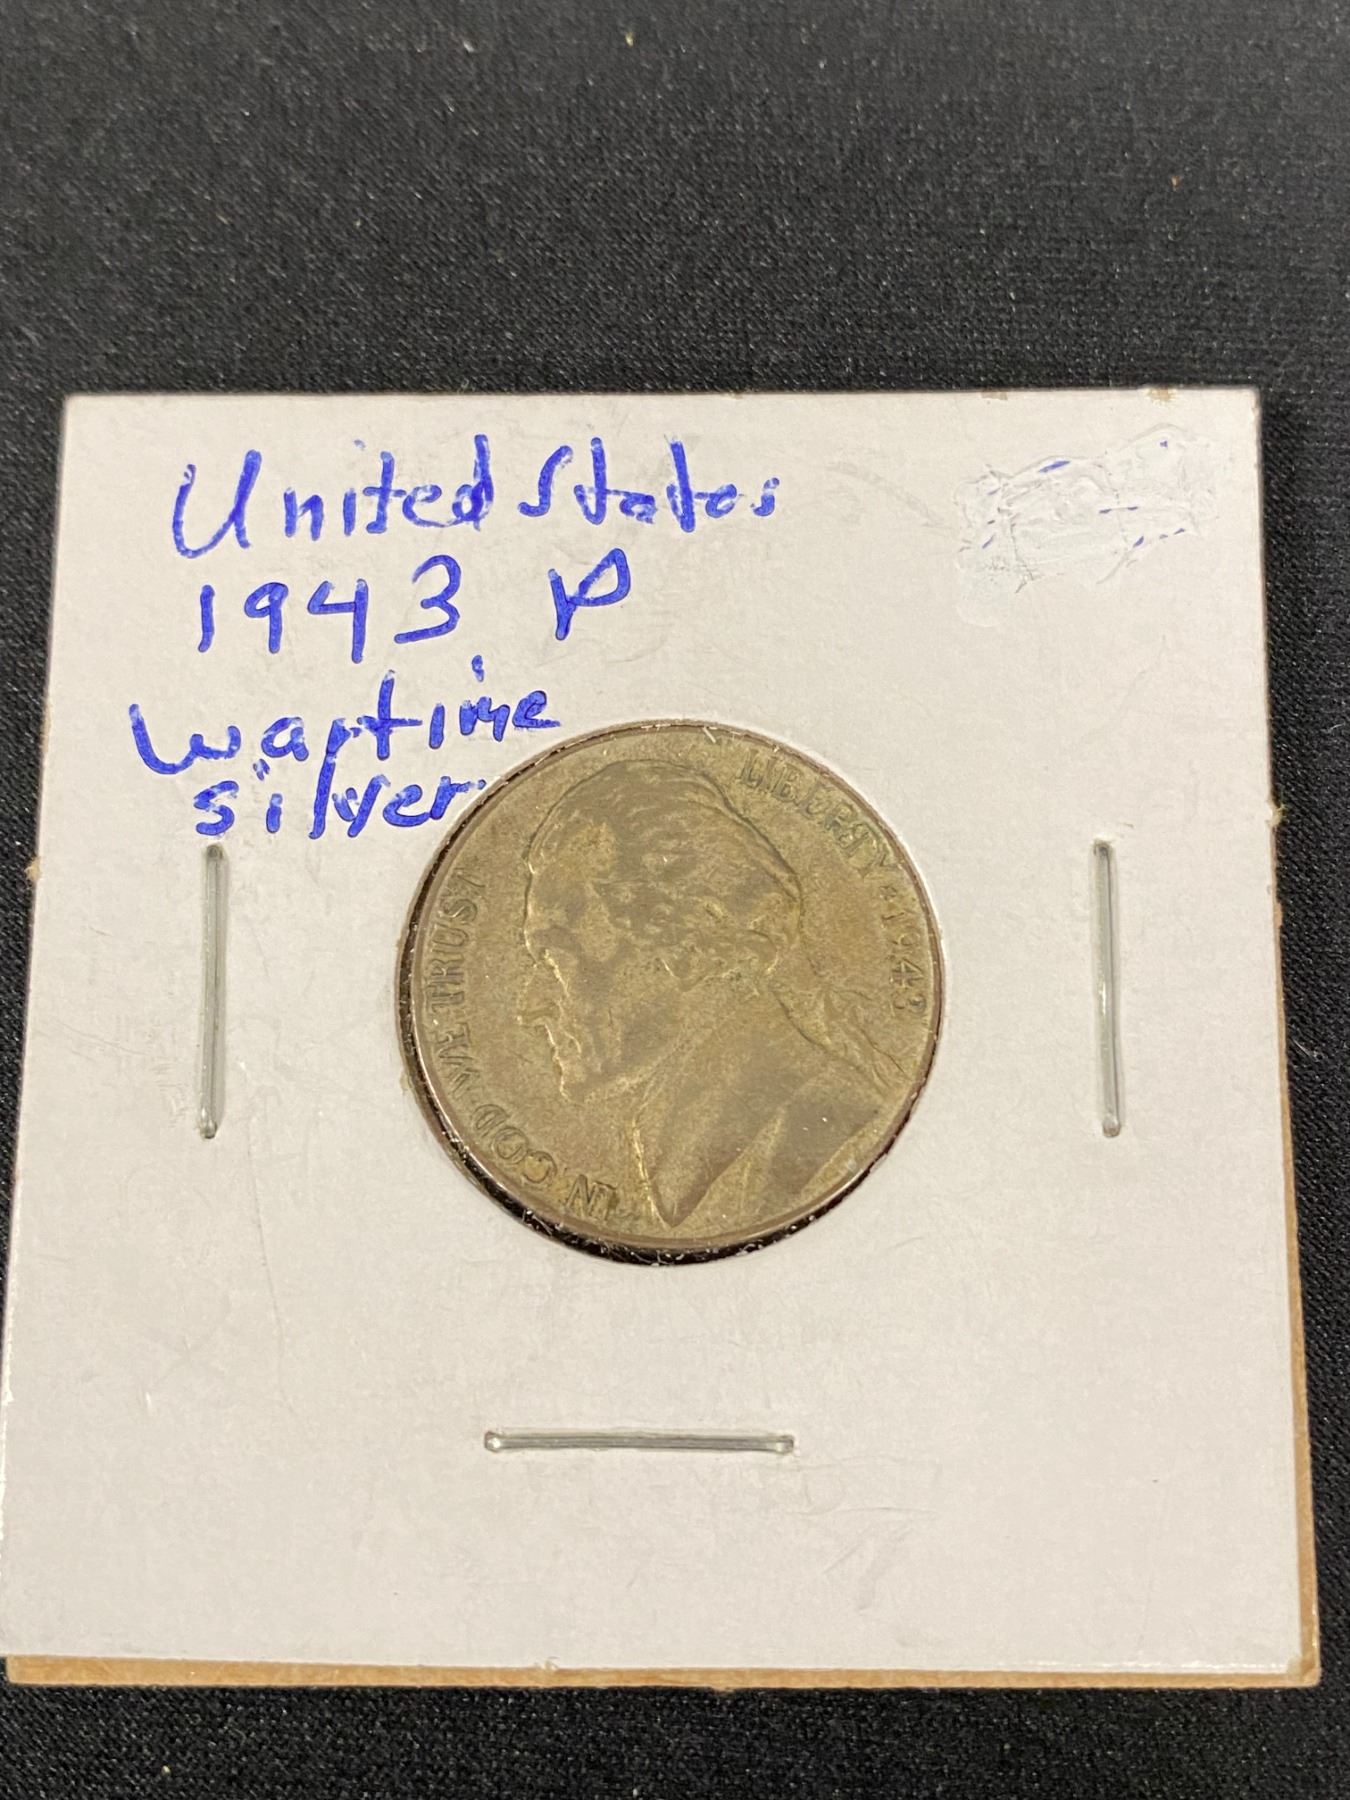 United States
1943 P
wartime
silver
IN GOD WE TRUST
LIBERTY * 1943